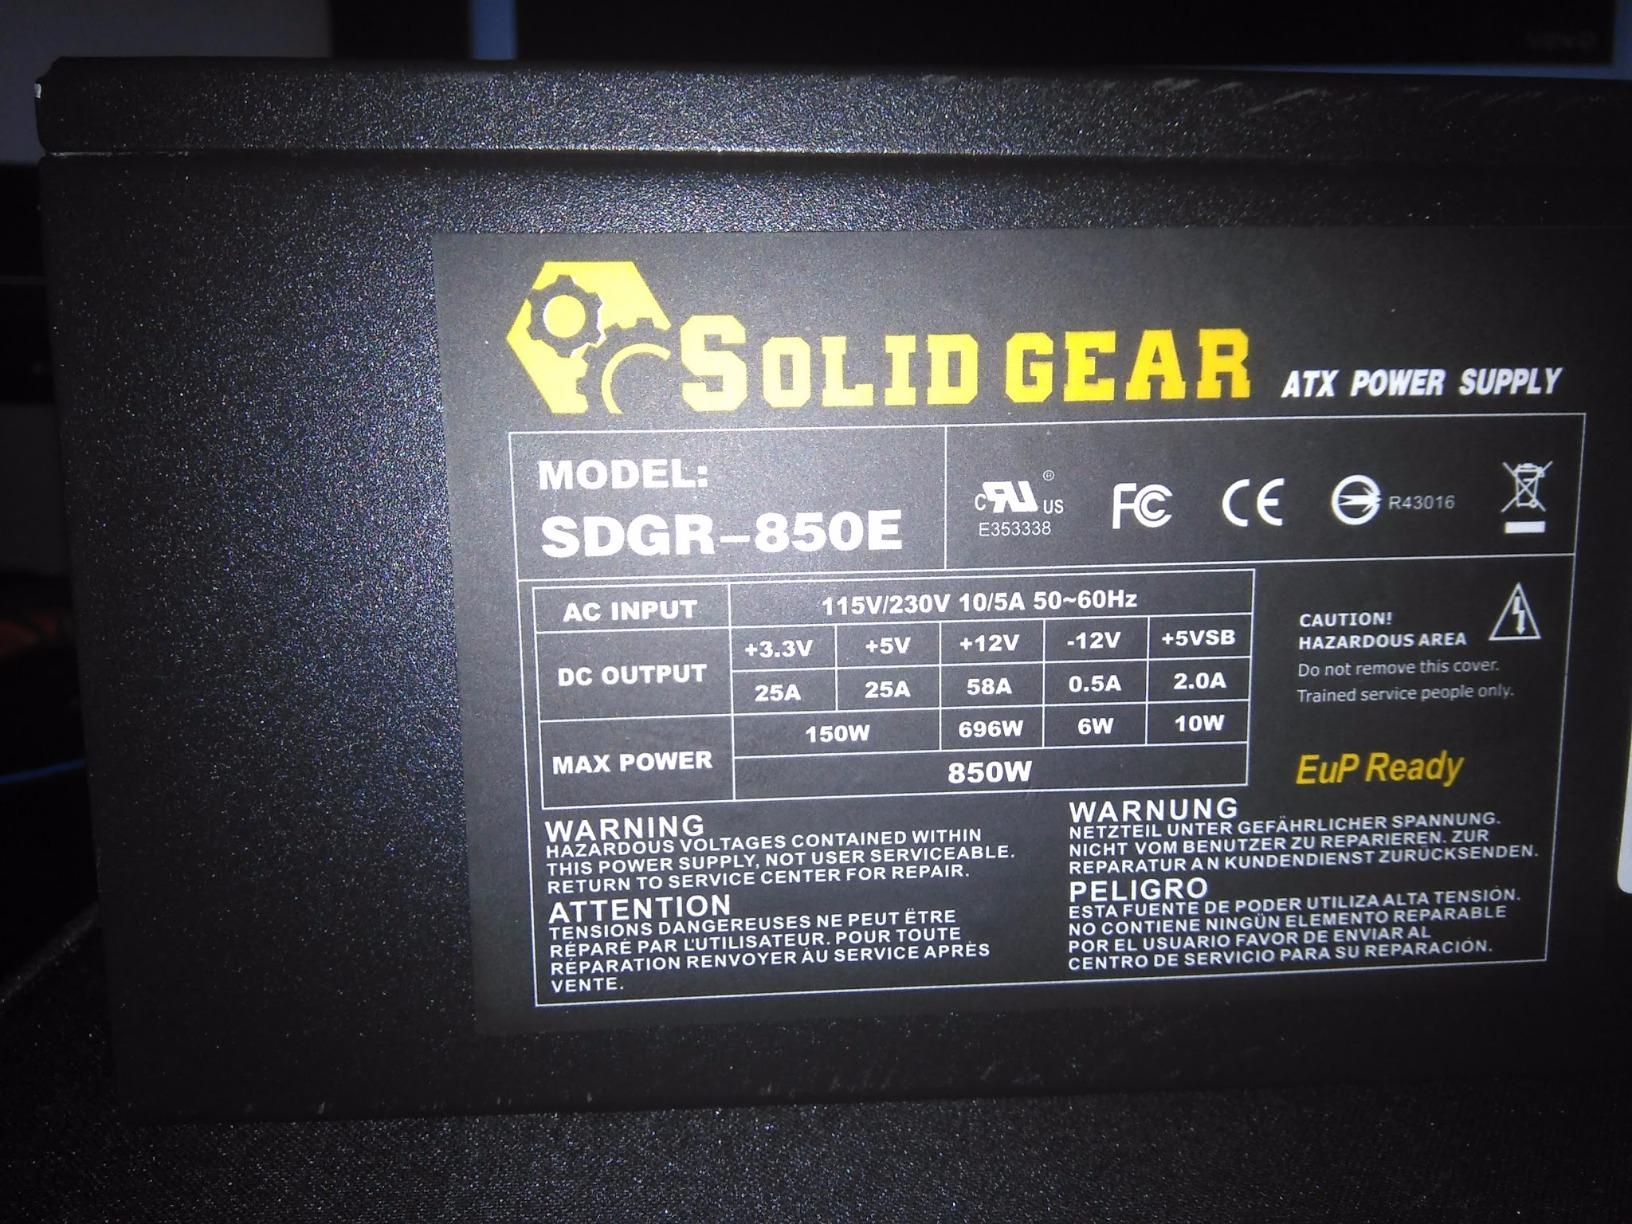 SOLID GEAR ATX POWER SUPPLY
MODEL:
SDGR-850E
C RU US ®
E353338
FC
CE
R43016
AC INPUT 115V/230V 10/5A 50~60Hz
DC OUTPUT +3.3V +5V +12V -12V +5VSB
25A 25A 58A 0.5A 2.0A
MAX POWER 150W 696W 6W 10W
850W
CAUTION!
HAZARDOUS AREA
Do not remove this cover.
Trained service people only.
EuP Ready
WARNING
HAZARDOUS VOLTAGES CONTAINED WITHIN
THIS POWER SUPPLY, NOT USER SERVICEABLE.
RETURN TO SERVICE CENTER FOR REPAIR.
ATTENTION
TENSIONS DANGEREUSES NE PEUT ËTRE
RÉPARÉ PAR L'UTILISATEUR. POUR TOUTE
RÉPARATION RENVOYER ÀU SERVICE APRÈS
VENTE.
WARNUNG
NETZTEIL UNTER GEFÄHRLICHER SPANNUNG.
NICHT VOM BENUTZER ZU REPARIEREN. ZUR
REPARATUR AN KUNDENDIENST ZURÜCKSENDEN.
PELIGRO
ESTA FUENTE DE PODER UTILIZA ALTA TENSIÓN.
NO CONTIENE NINGÜN ELEMENTO REPARABLE
POR EL USUARIO FAVOR DE ENVIAR AL
CENTRO DE SERVICIO PARA SU REPARACIÓN.